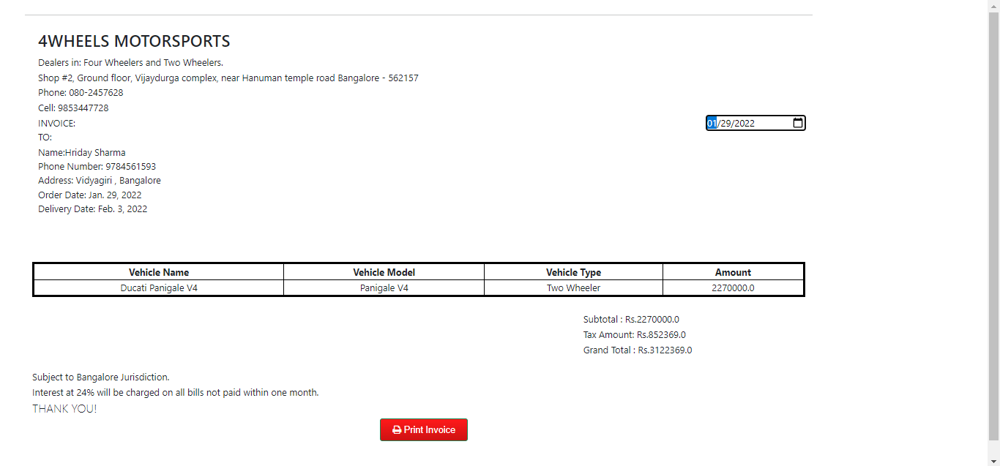 4WHEELS MOTORSPORTS
Dealers in: Four Wheelers and Two Wheelers.
Shop #2, Ground floor, Vijaydurga complex, near Hanuman temple road Bangalore - 562157
Phone: 080-2457628
Cell: 9853447728
INVOICE: 01/29/2022
TO:
Name:Hriday Sharma
Phone Number: 9784561593
Address: Vidyagiri , Bangalore
Order Date: Jan. 29, 2022
Delivery Date: Feb. 3, 2022
Vehicle Name Vehicle Model Vehicle Type Amount
Ducati Panigale V4 Panigale V4 Two Wheeler 2270000.0
Subtotal : Rs.2270000.0
Tax Amount: Rs.852369.0
Grand Total : Rs.3122369.0
Subject to Bangalore Jurisdiction.
Interest at 24% will be charged on all bills not paid within one month.
THANK YOU!
Print Invoice